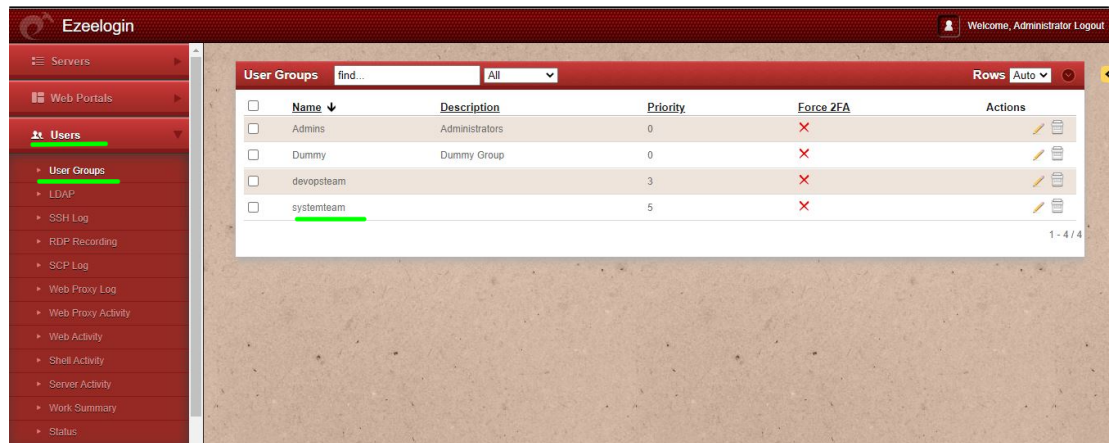 Ezeelogin
Welcome, Administrator Logout
Servers
Web Portals
Users
User Groups
LDAP
SSH Log
RDP Recording
SCP Log
Web Proxy Log
Web Proxy Activity
Web Activity
Shell Activity
Server Activity
Work Summary
Status
User Groups find... All Rows Auto
Name Description Priority Force 2FA Actions
Admins Administrators 0
Dummy Dummy Group 0
devopsteam 3
systemteam 5
1 - 4 / 4